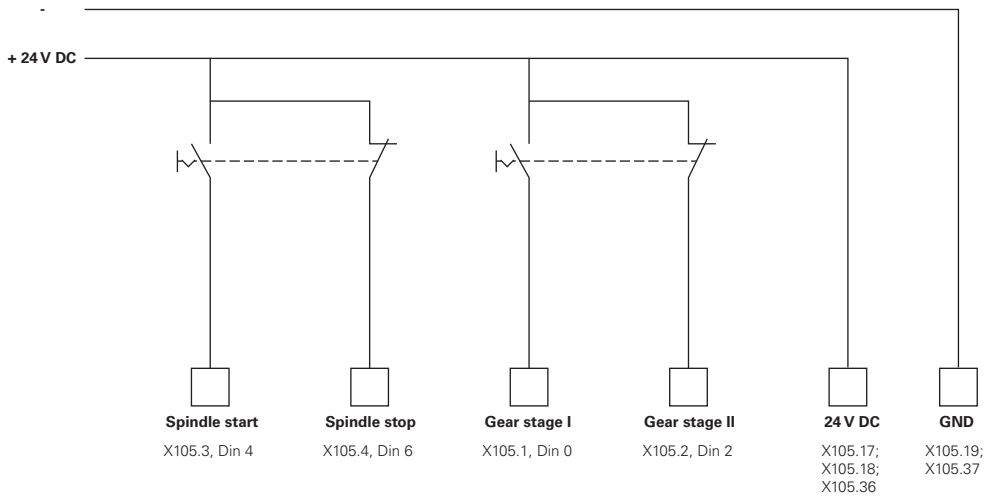 -
+ 24 V DC
Spindle start
X105.3, Din 4
Spindle stop
X105.4, Din 6
Gear stage I
X105.1, Din 0
Gear stage II
X105.2, Din 2
24 V DC
X105.17;
X105.18;
X105.36
GND
X105.19;
X105.37